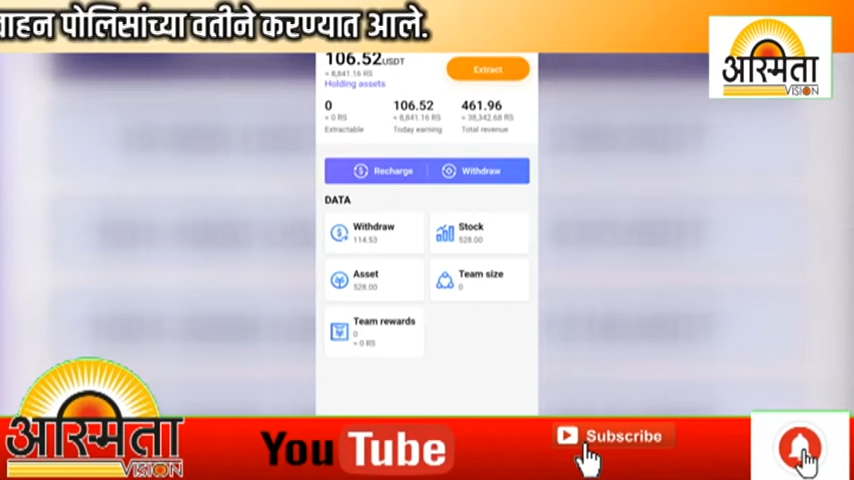 वाहन पोलिसांच्या वतीने करण्यात आले.
अस्मिता
VISION
106.52USDT
≈ 8,841.16 RS
Extract
Holding assets
0 106.52 461.96
≈ 0 RS ≈ 8,841.16 RS ≈ 38,342.68 RS
Extractable Today earning Total revenue
Recharge Withdraw
DATA
Withdraw Stock
114.53 528.00
Asset Team size
528.00 0
Team rewards
0
≈ 0 RS
अस्मिता
VISION
You Tube
Subscribe